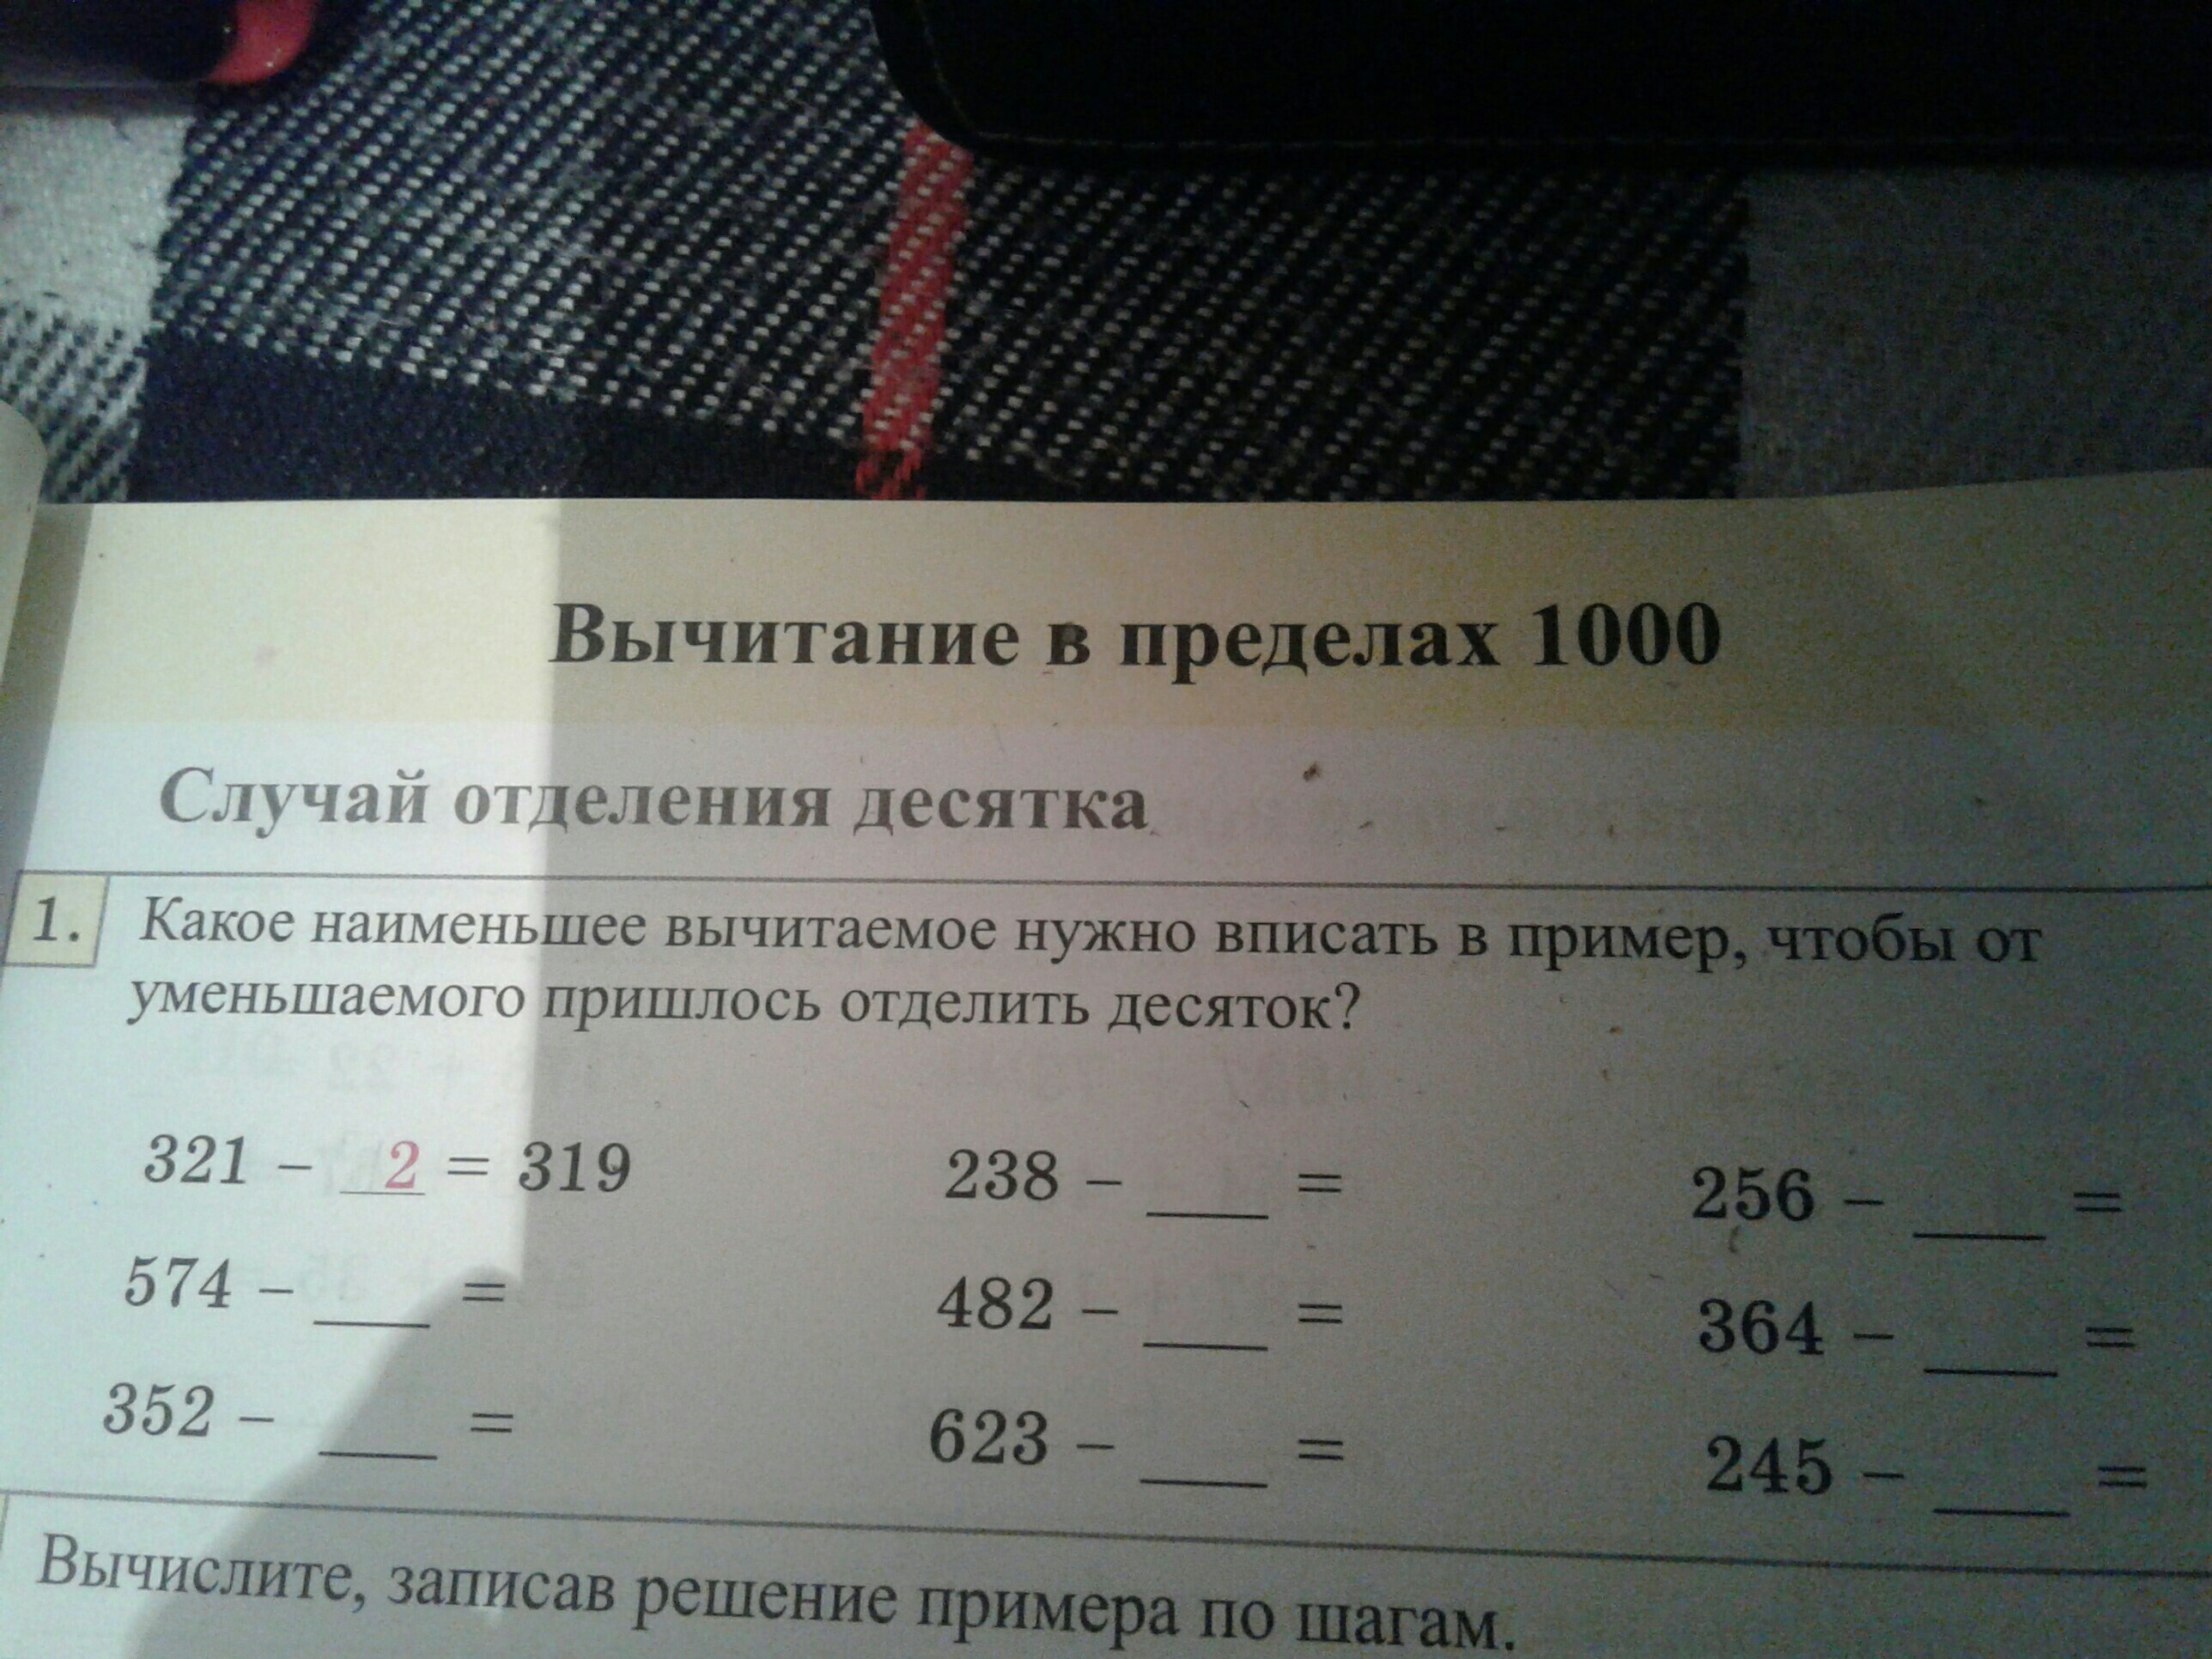 Вычитание в пределах 1000
Случай отделения десятка
1. Какое наименьшее вычитаемое нужно вписать в пример, чтобы от
уменьшаемого пришлось отделить десяток?
321 – 2 = 319 238 – ___ = 256 – ___ =
574 – ___ = 482 – ___ = 364 – ___ =
352 – ___ = 623 – ___ = 245 – ___ =
Вычислите, записав решение примера по шагам.